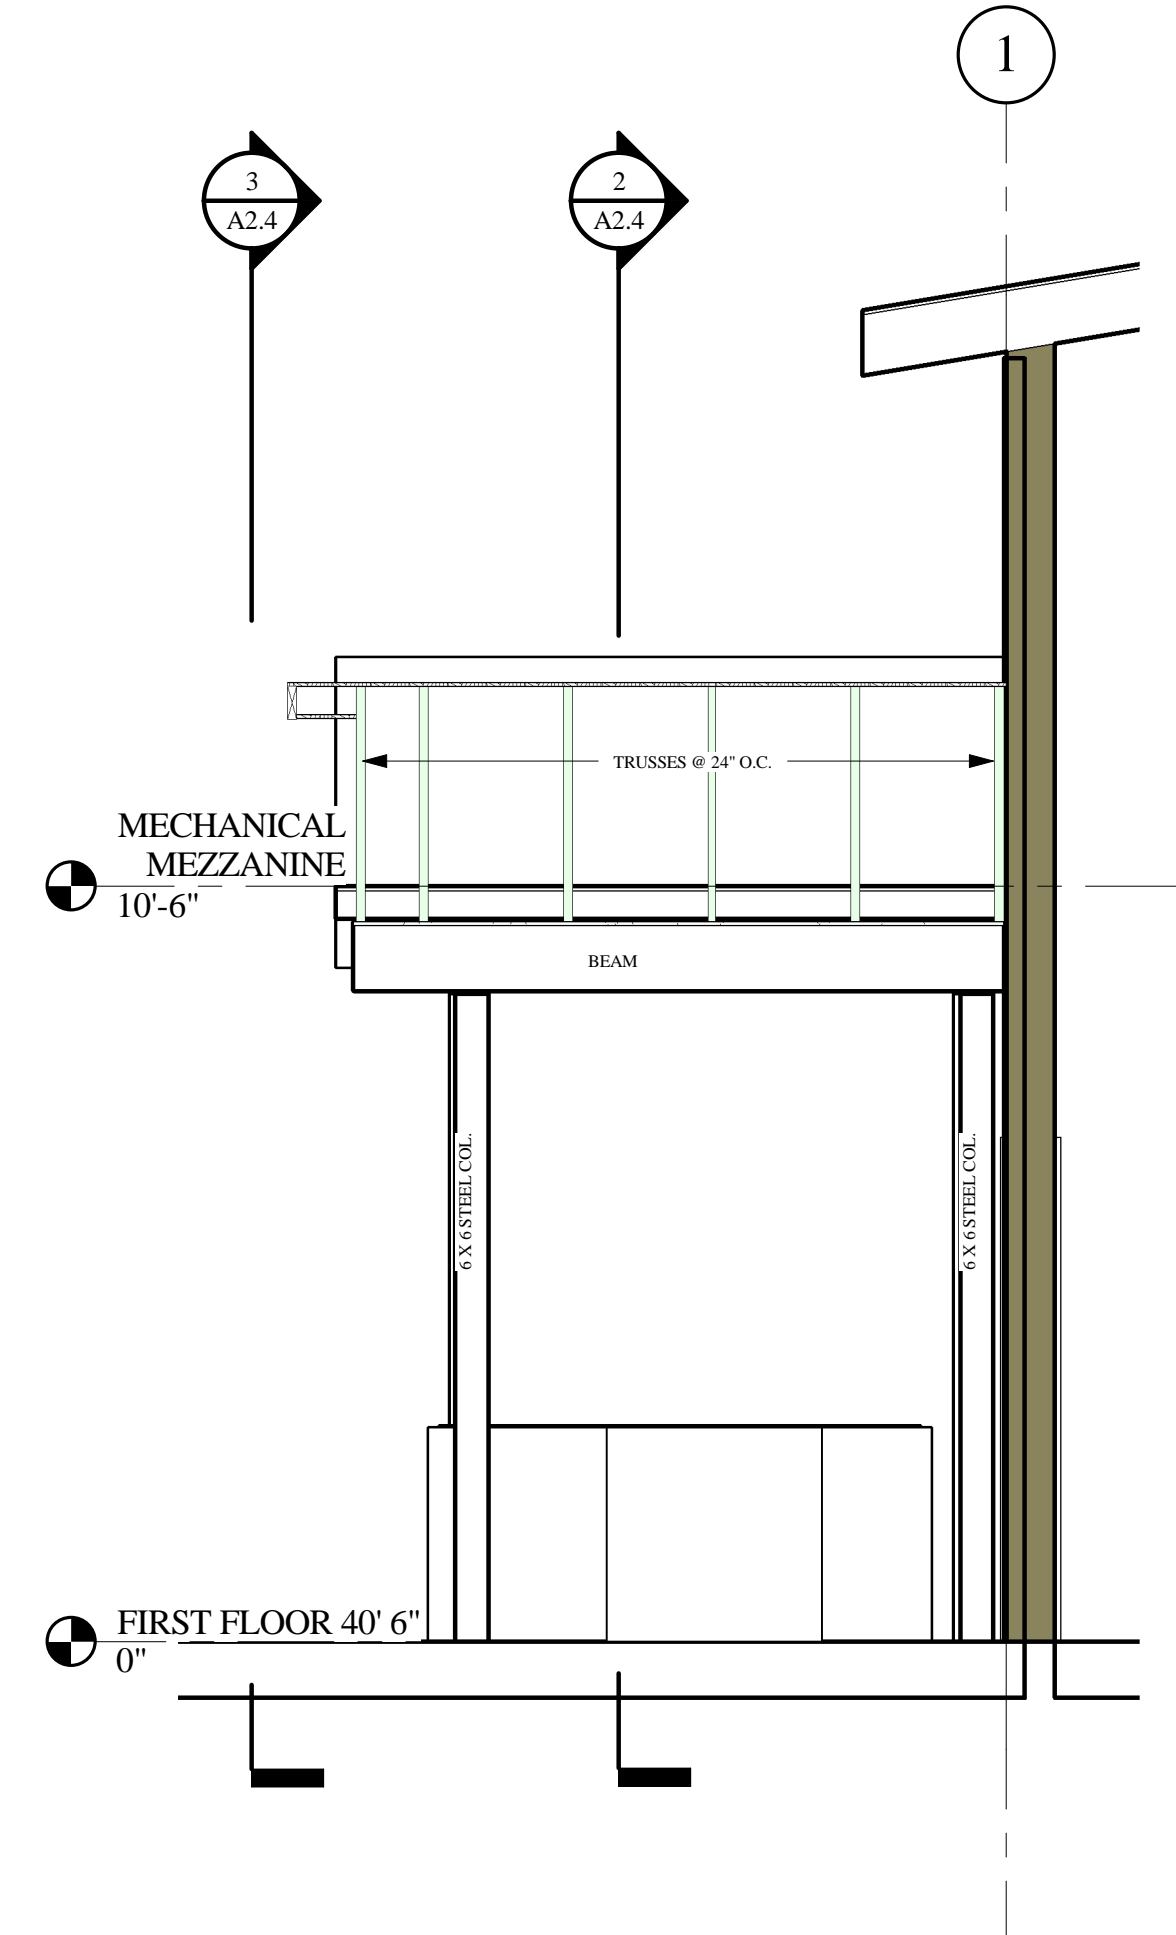 1
3
A2.4
2
A2.4
TRUSSES @ 24" O.C.
MECHANICAL
MEZZANINE
10'-6"
BEAM
6 X 6 STEEL COL.
6 X 6 STEEL COL.
FIRST FLOOR 40' 6"
0"